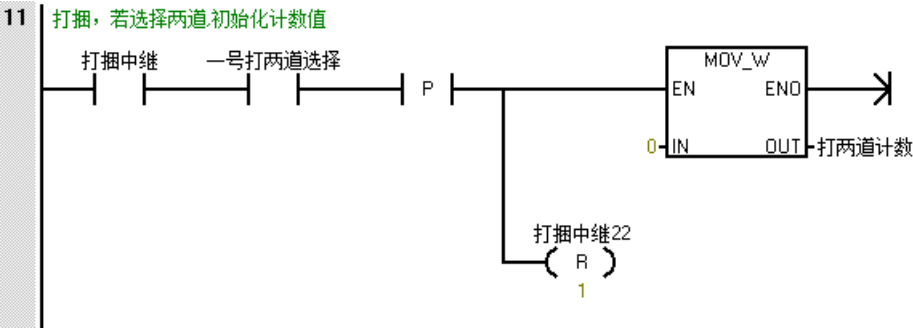 11
打捆，若选择两道,初始化计数值
打捆中继
一号打两道选择
P
MOV_W
EN
ENO
0
IN
OUT
打两道计数
打捆中继22
R
1